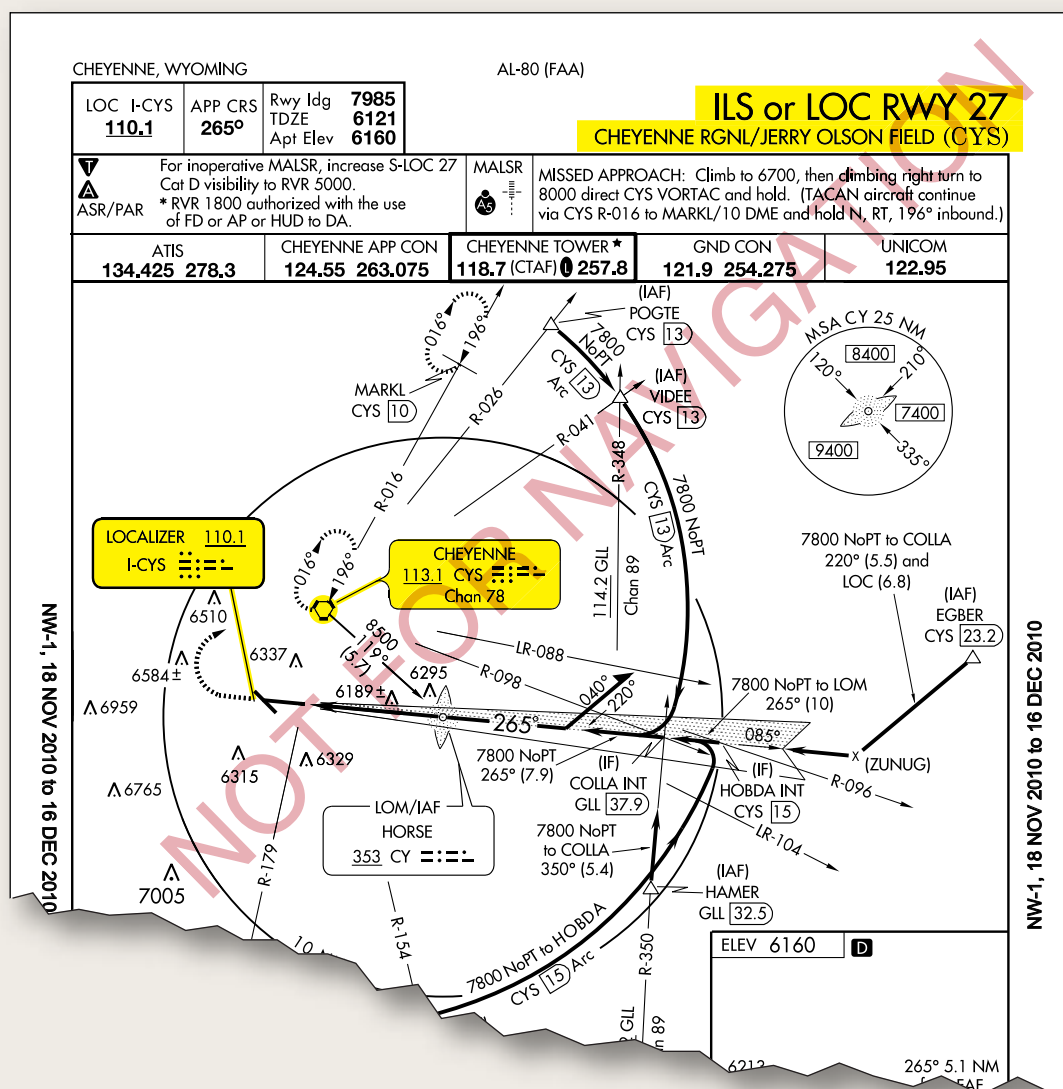 CHEYENNE, WYOMING
AL-80 (FAA)
LOC I-CYS
110.1
APP CRS
265°
Rwy ldg 7985
TDZE 6121
Apt Elev 6160
ILS or LOC RWY 27
CHEYENNE RGNL/JERRY OLSON FIELD (CYS)
T
A
ASR/PAR
For inoperative MALSR, increase S-LOC 27
Cat D visibility to RVR 5000.
* RVR 1800 authorized with the use
of FD or AP or HUD to DA.
MALSR
A5
MISSED APPROACH: Climb to 6700, then climbing right turn to
8000 direct CYS VORTAC and hold. (TACAN aircraft continue
via CYS R-016 to MARKL/10 DME and hold N, RT, 196° inbound.)
ATIS
134.425 278.3
CHEYENNE APP CON
124.55 263.075
CHEYENNE TOWER *
118.7 (CTAF) L 257.8
GND CON
121.9 254.275
UNICOM
122.95
NOT FOR NAVIGATION
(IAF)
POGTE
CYS 13
7800
NoPT
CYS 13
Arc
016°
196°
MARKL
CYS 10
R-026
(IAF)
VIDEE
CYS 13
R-041
R-348
R-016
MSA CY 25 NM
8400
120°
210°
7400
9400
335°
7800 NoPT
CYS 13 Arc
LOCALIZER 110.1
I-CYS
CHEYENNE
113.1 CYS
Chan 78
016°
196°
114.2 GLL
Chan 89
7800 NoPT to COLLA
220° (5.5) and
LOC (6.8)
(IAF)
EGBER
CYS 23.2
6510
6584 ±
6337
8500
119°
(5.7)
LR-088
R-098
6295
6189 ±
040°
220°
7800 NoPT to LOM
265° (10)
6959
265°
085°
(ZUNUG)
7800 NoPT
265° (7.9)
(IF)
COLLA INT
GLL 37.9
(IF)
HOBDA INT
CYS 15
R-096
6315
6329
6765
LOM/IAF
HORSE
353 CY
7800 NoPT
to COLLA
350° (5.4)
LR-104
(IAF)
HAMER
GLL 32.5
7005
R-179
R-154
R-350
7800 NoPT to HOBDA
CYS 15 Arc
10
GLL
89
ELEV 6160
D
265° 5.1 NM
NW-1, 18 NOV 2010 to 16 DEC 2010
NW-1, 18 NOV 2010 to 16 DEC 2010